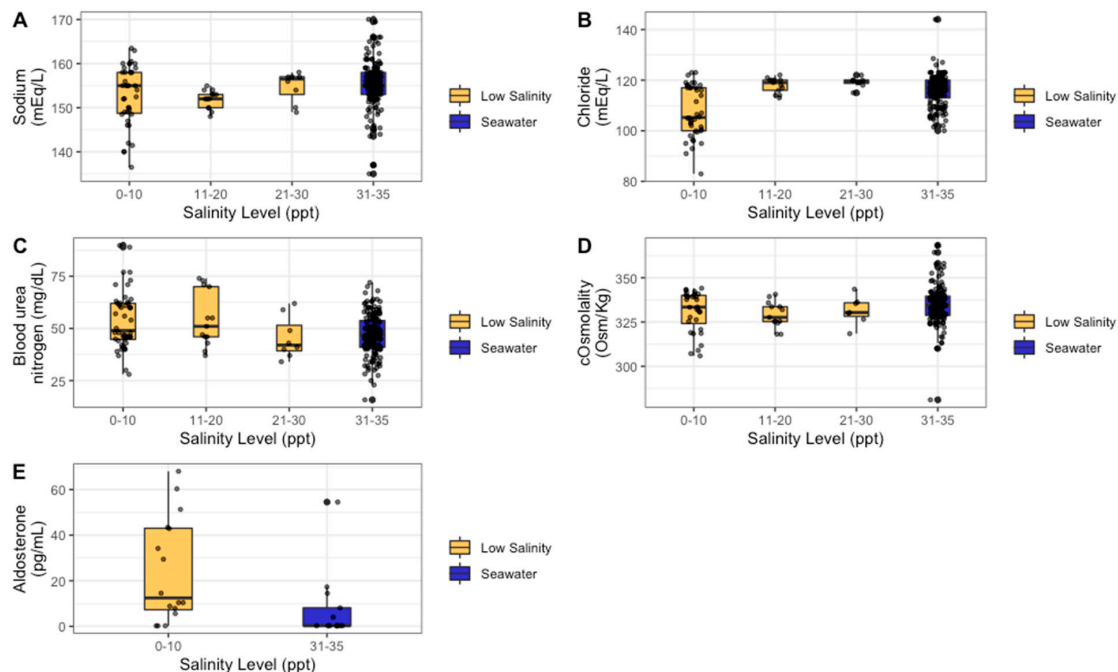 A
Sodium
(mEq/L)
170
160
150
140
0-10
11-20
21-30
31-35
Salinity Level (ppt)
Low Salinity
Seawater
B
Chloride
(mEq/L)
140
120
100
80
0-10
11-20
21-30
31-35
Salinity Level (ppt)
Low Salinity
Seawater
C
Blood urea
nitrogen (mg/dL)
75
50
25
0-10
11-20
21-30
31-35
Salinity Level (ppt)
Low Salinity
Seawater
D
cOsmolality
(Osm/Kg)
350
325
300
0-10
11-20
21-30
31-35
Salinity Level (ppt)
Low Salinity
Seawater
E
Aldosterone
(pg/mL)
60
40
20
0
0-10
31-35
Salinity Level (ppt)
Low Salinity
Seawater